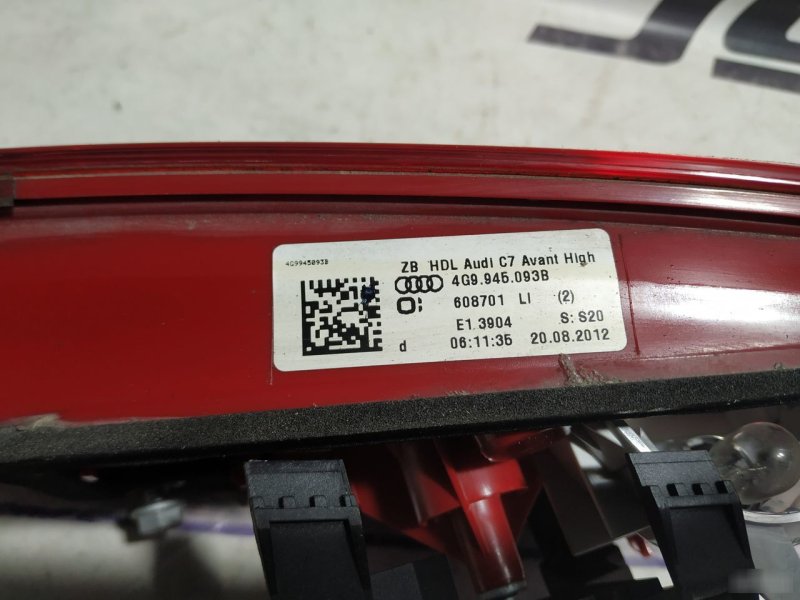 4G9945093B
ZB HDL Audi C7 Avant High
4G9.945.093B
608701 LI (2)
E1 3904 S: S20
d 06:11:35 20.08.2012